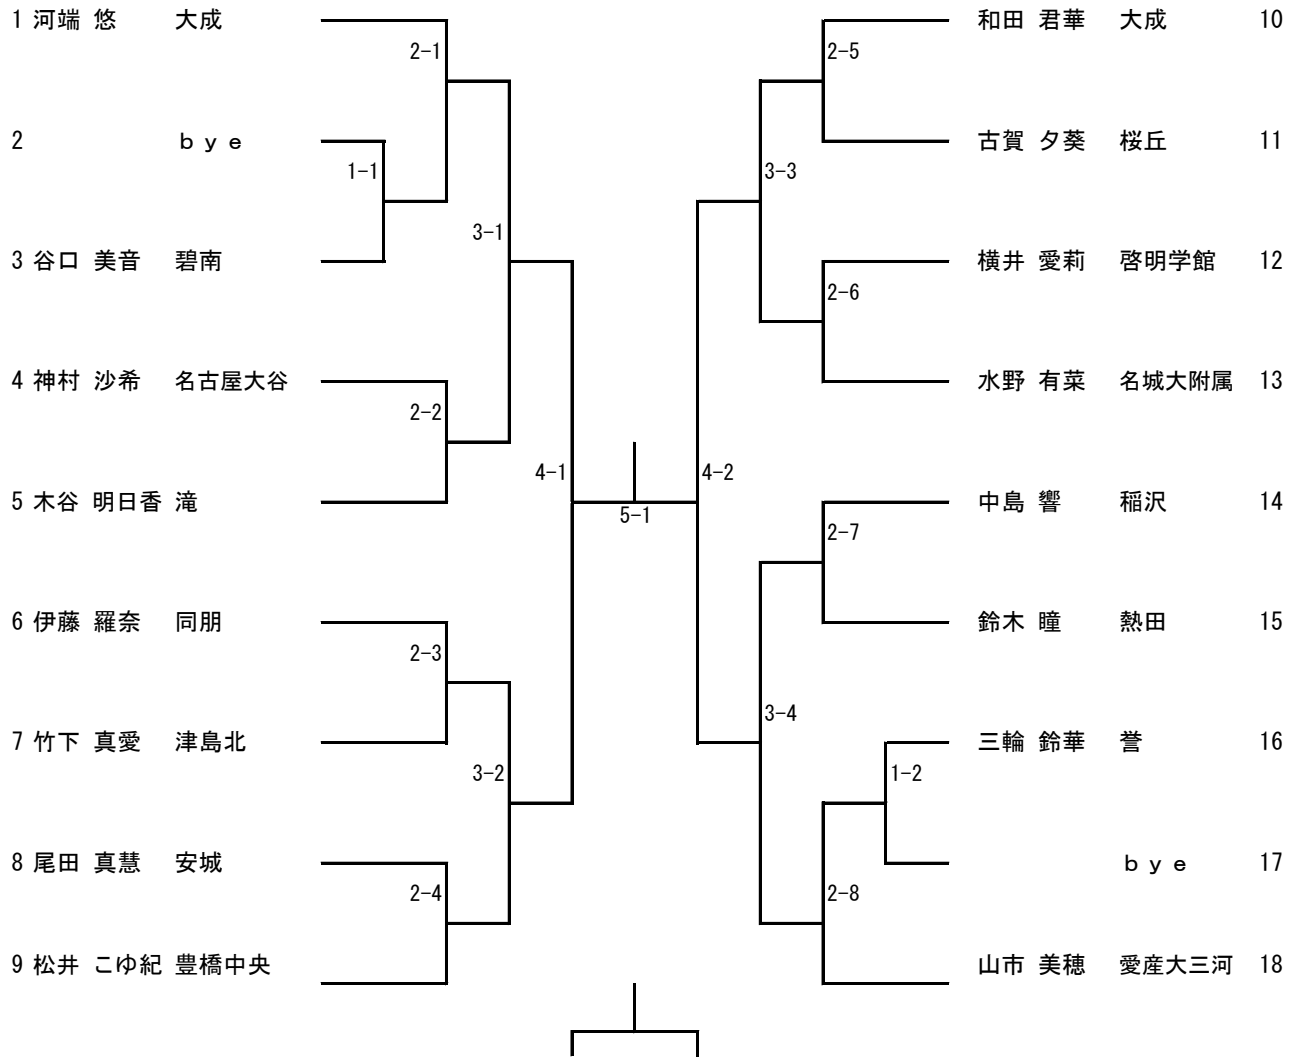 1 河端 悠 大成
2-1
2 ｂｙｅ
1-1
3 谷口 美音 碧南
3-1
4 神村 沙希 名古屋大谷
2-2
5 木谷 明日香 滝
4-1
6 伊藤 羅奈 同朋
2-3
7 竹下 真愛 津島北
3-2
8 尾田 真慧 安城
2-4
9 松井 こゆ紀 豊橋中央
5-1
和田 君華 大成 10
2-5
古賀 夕葵 桜丘 11
3-3
横井 愛莉 啓明学館 12
2-6
水野 有菜 名城大附属 13
4-2
中島 響 稲沢 14
2-7
鈴木 瞳 熱田 15
3-4
三輪 鈴華 誉 16
1-2
ｂｙｅ 17
2-8
山市 美穂 愛産大三河 18